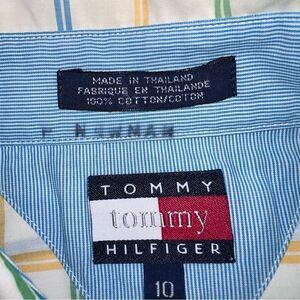 MADE IN THAILAND
FABRIQUE EN THAILANDE
100% COTTON/COTON
TOMMY
tommy
HILFIGER
10